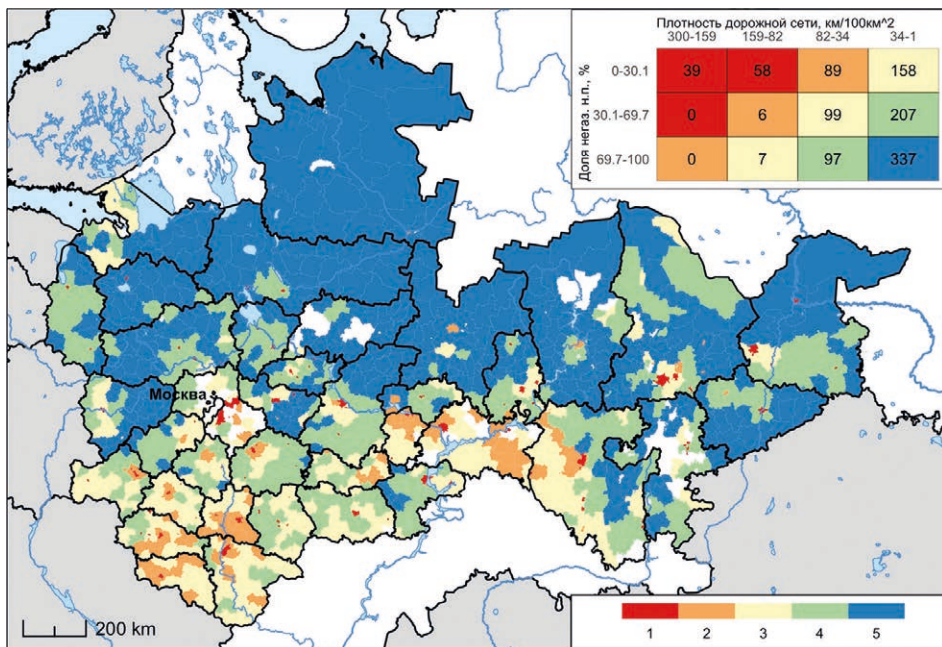 Плотность дорожной сети, км/100км^2
300-159 159-82 82-34 34-1
Доля негаз. н.п., %
0-30.1 39 58 89 158
30.1-69.7 0 6 99 207
69.7-100 0 7 97 337
Москва
200 km
1 2 3 4 5